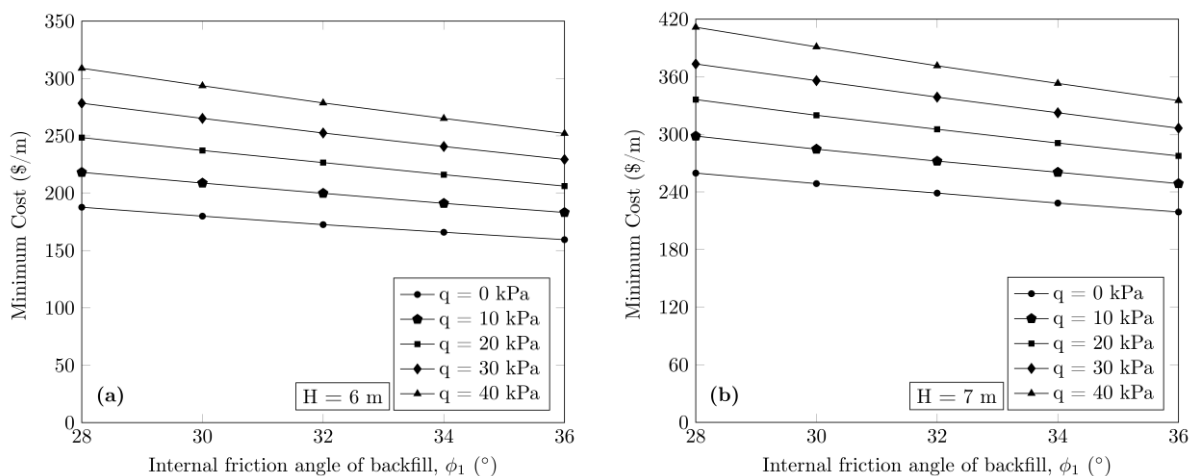 350
300
250
200
150
100
50
0
Minimum Cost ($/m)
28 30 32 34 36
Internal friction angle of backfill, ϕ₁ (°)
(a)
H = 6 m
q = 0 kPa
q = 10 kPa
q = 20 kPa
q = 30 kPa
q = 40 kPa
420
360
300
240
180
120
60
0
Minimum Cost ($/m)
28 30 32 34 36
Internal friction angle of backfill, ϕ₁ (°)
(b)
H = 7 m
q = 0 kPa
q = 10 kPa
q = 20 kPa
q = 30 kPa
q = 40 kPa